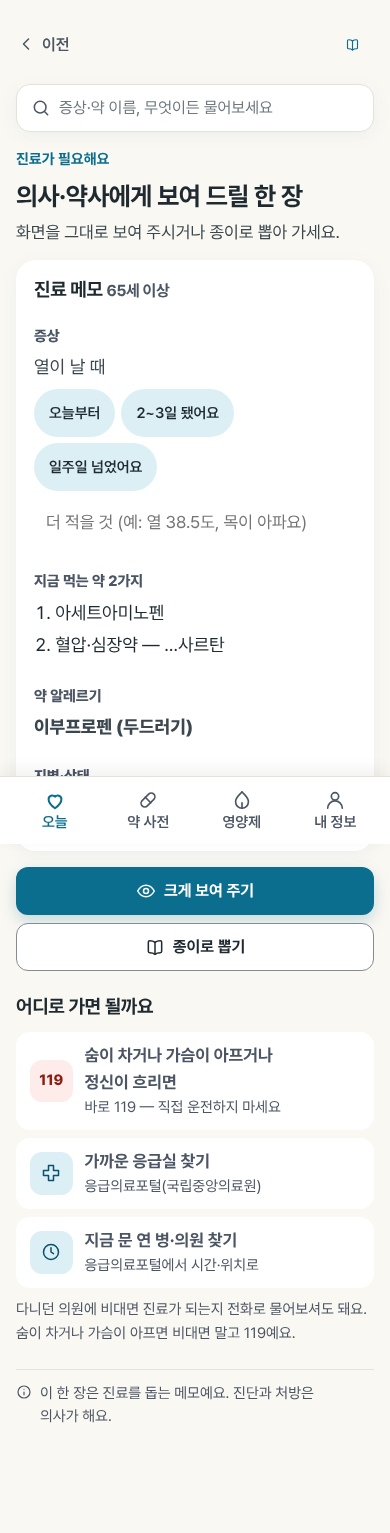 이전
증상·약 이름, 무엇이든 물어보세요
진료가 필요해요
의사·약사에게 보여 드릴 한 장
화면을 그대로 보여 주시거나 종이로 뽑아 가세요.
진료 메모 65세 이상
증상
열이 날 때
오늘부터
2~3일 됐어요
일주일 넘었어요
더 적을 것 (예: 열 38.5도, 목이 아파요)
지금 먹는 약 2가지
1. 아세트아미노펜
2. 혈압·심장약 — …사르탄
약 알레르기
이부프로펜 (두드러기)
오늘
약 사전
영양제
내 정보
크게 보여 주기
종이로 뽑기
어디로 가면 될까요
119
숨이 차거나 가슴이 아프거나
정신이 흐리면
바로 119 — 직접 운전하지 마세요
가까운 응급실 찾기
응급의료포털(국립중앙의료원)
지금 문 연 병·의원 찾기
응급의료포털에서 시간·위치로
다니던 의원에 비대면 진료가 되는지 전화로 물어보셔도 돼요.
숨이 차거나 가슴이 아프면 비대면 말고 119예요.
이 한 장은 진료를 돕는 메모예요. 진단과 처방은
의사가 해요.